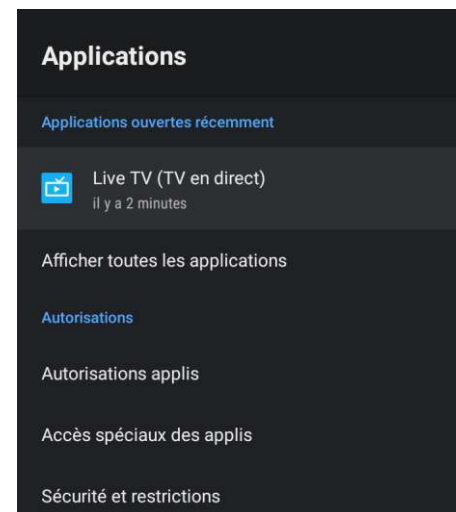 Applications
Applications ouvertes récemment
Live TV (TV en direct)
il y a 2 minutes
Afficher toutes les applications
Autorisations
Autorisations applis
Accès spéciaux des applis
Sécurité et restrictions